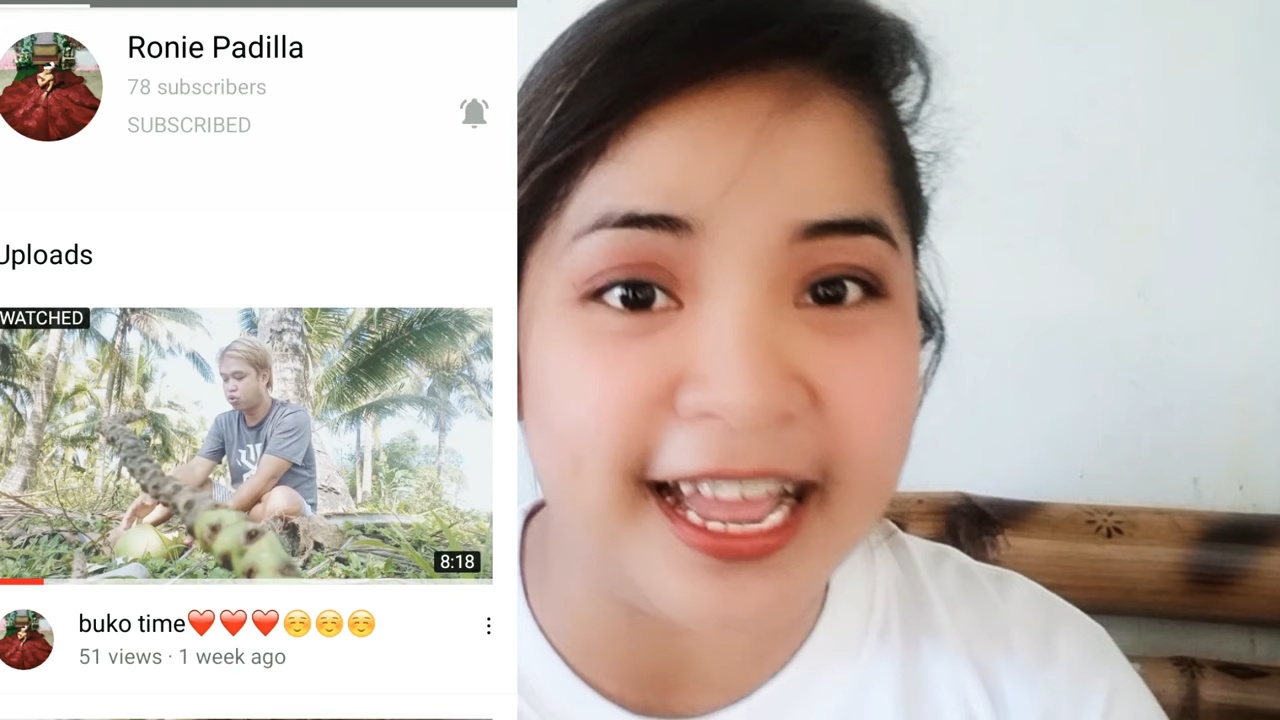 Ronie Padilla
78 subscribers
SUBSCRIBED
Uploads
WATCHED
8:18
buko time❤️❤️❤️☺️☺️☺️
51 views · 1 week ago